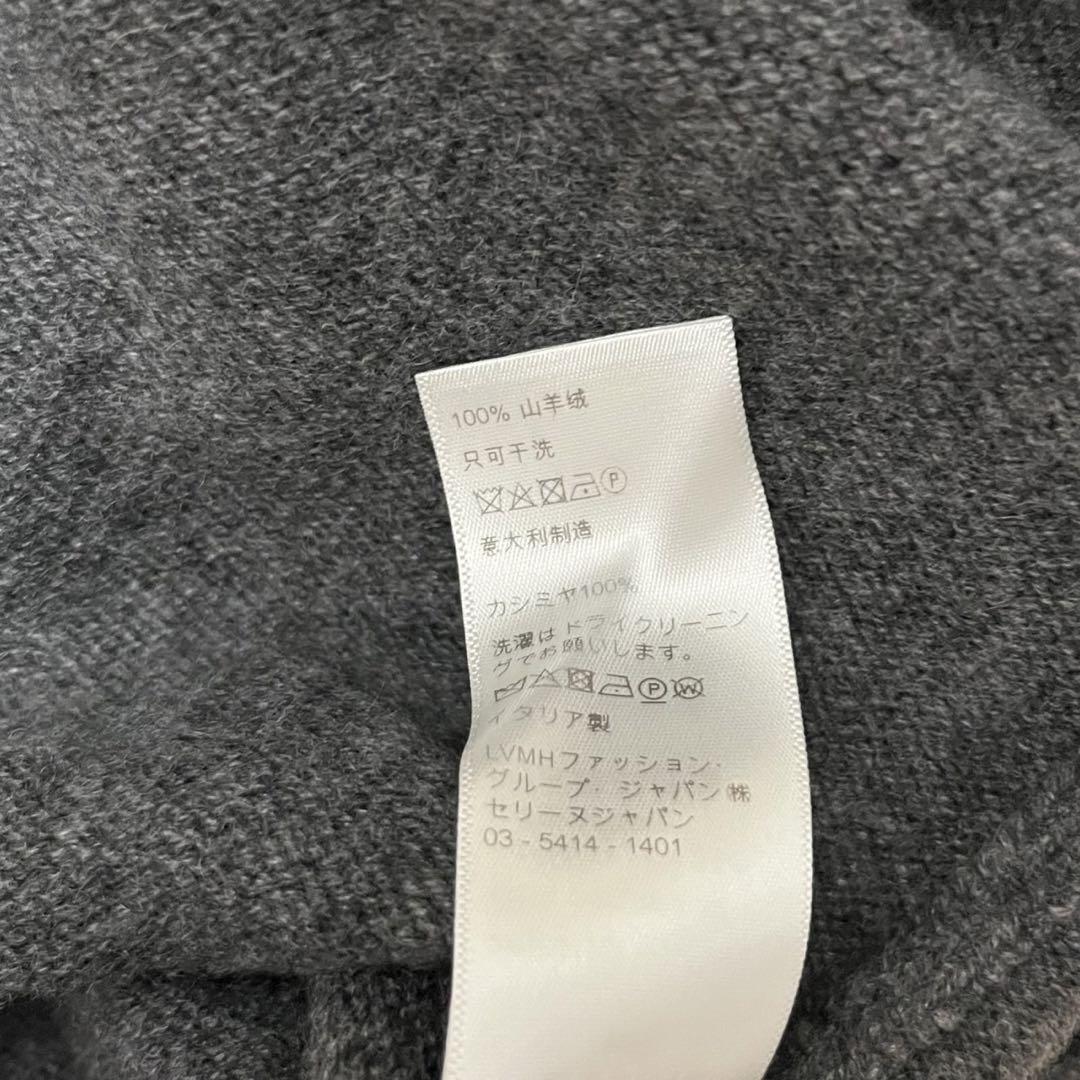 100% 山羊绒
只可干洗
P
意大利制造
カシミヤ100%
洗濯はドライクリーニン
グでお願いします。
P W
イタリア製
LVMHファッション・
グループ・ジャパン㈱
セリーヌジャパン
03 - 5414 - 1401